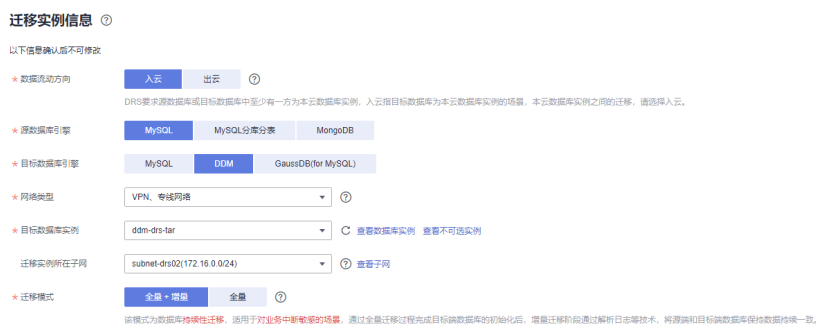 迁移实例信息
以下信息确认后不可修改
* 数据流动方向 入云 出云
DRS要求源数据库或目标数据库中至少有一方为本云数据库实例，入云指目标数据库为本云数据库实例的场景，本云数据库实例之间的迁移，请选择入云。
* 源数据库引擎 MySQL MySQL分库分表 MongoDB
* 目标数据库引擎 MySQL DDM GaussDB(for MySQL)
* 网络类型 VPN、专线网络
* 目标数据库实例 ddm-drs-tar 查看数据库实例 查看不可选实例
迁移实例所在子网 subnet-drs02(172.16.0.0/24) 查看子网
* 迁移模式 全量+增量 全量
该模式为数据库持续性迁移，适用于对业务中断敏感的场景，通过全量迁移过程完成目标端数据库的初始化后，增量迁移阶段通过解析日志等技术，将源端和目标端数据库保持数据持续一致。